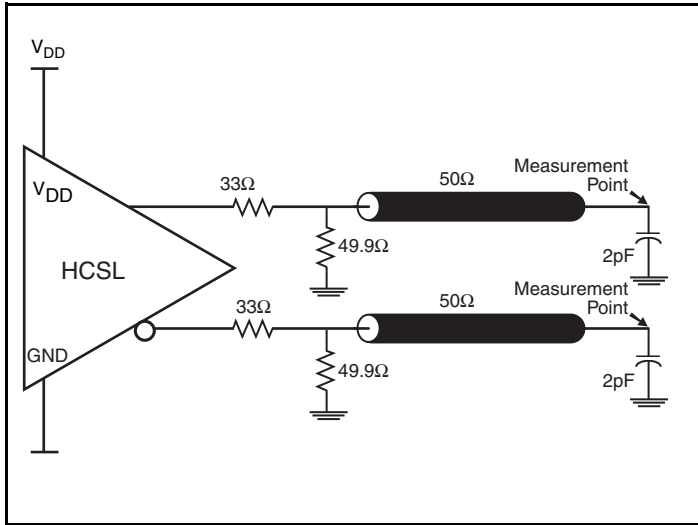 VDD
VDD
HCSL
GND
33Ω
49.9Ω
50Ω
Measurement
Point
2pF
33Ω
49.9Ω
50Ω
Measurement
Point
2pF